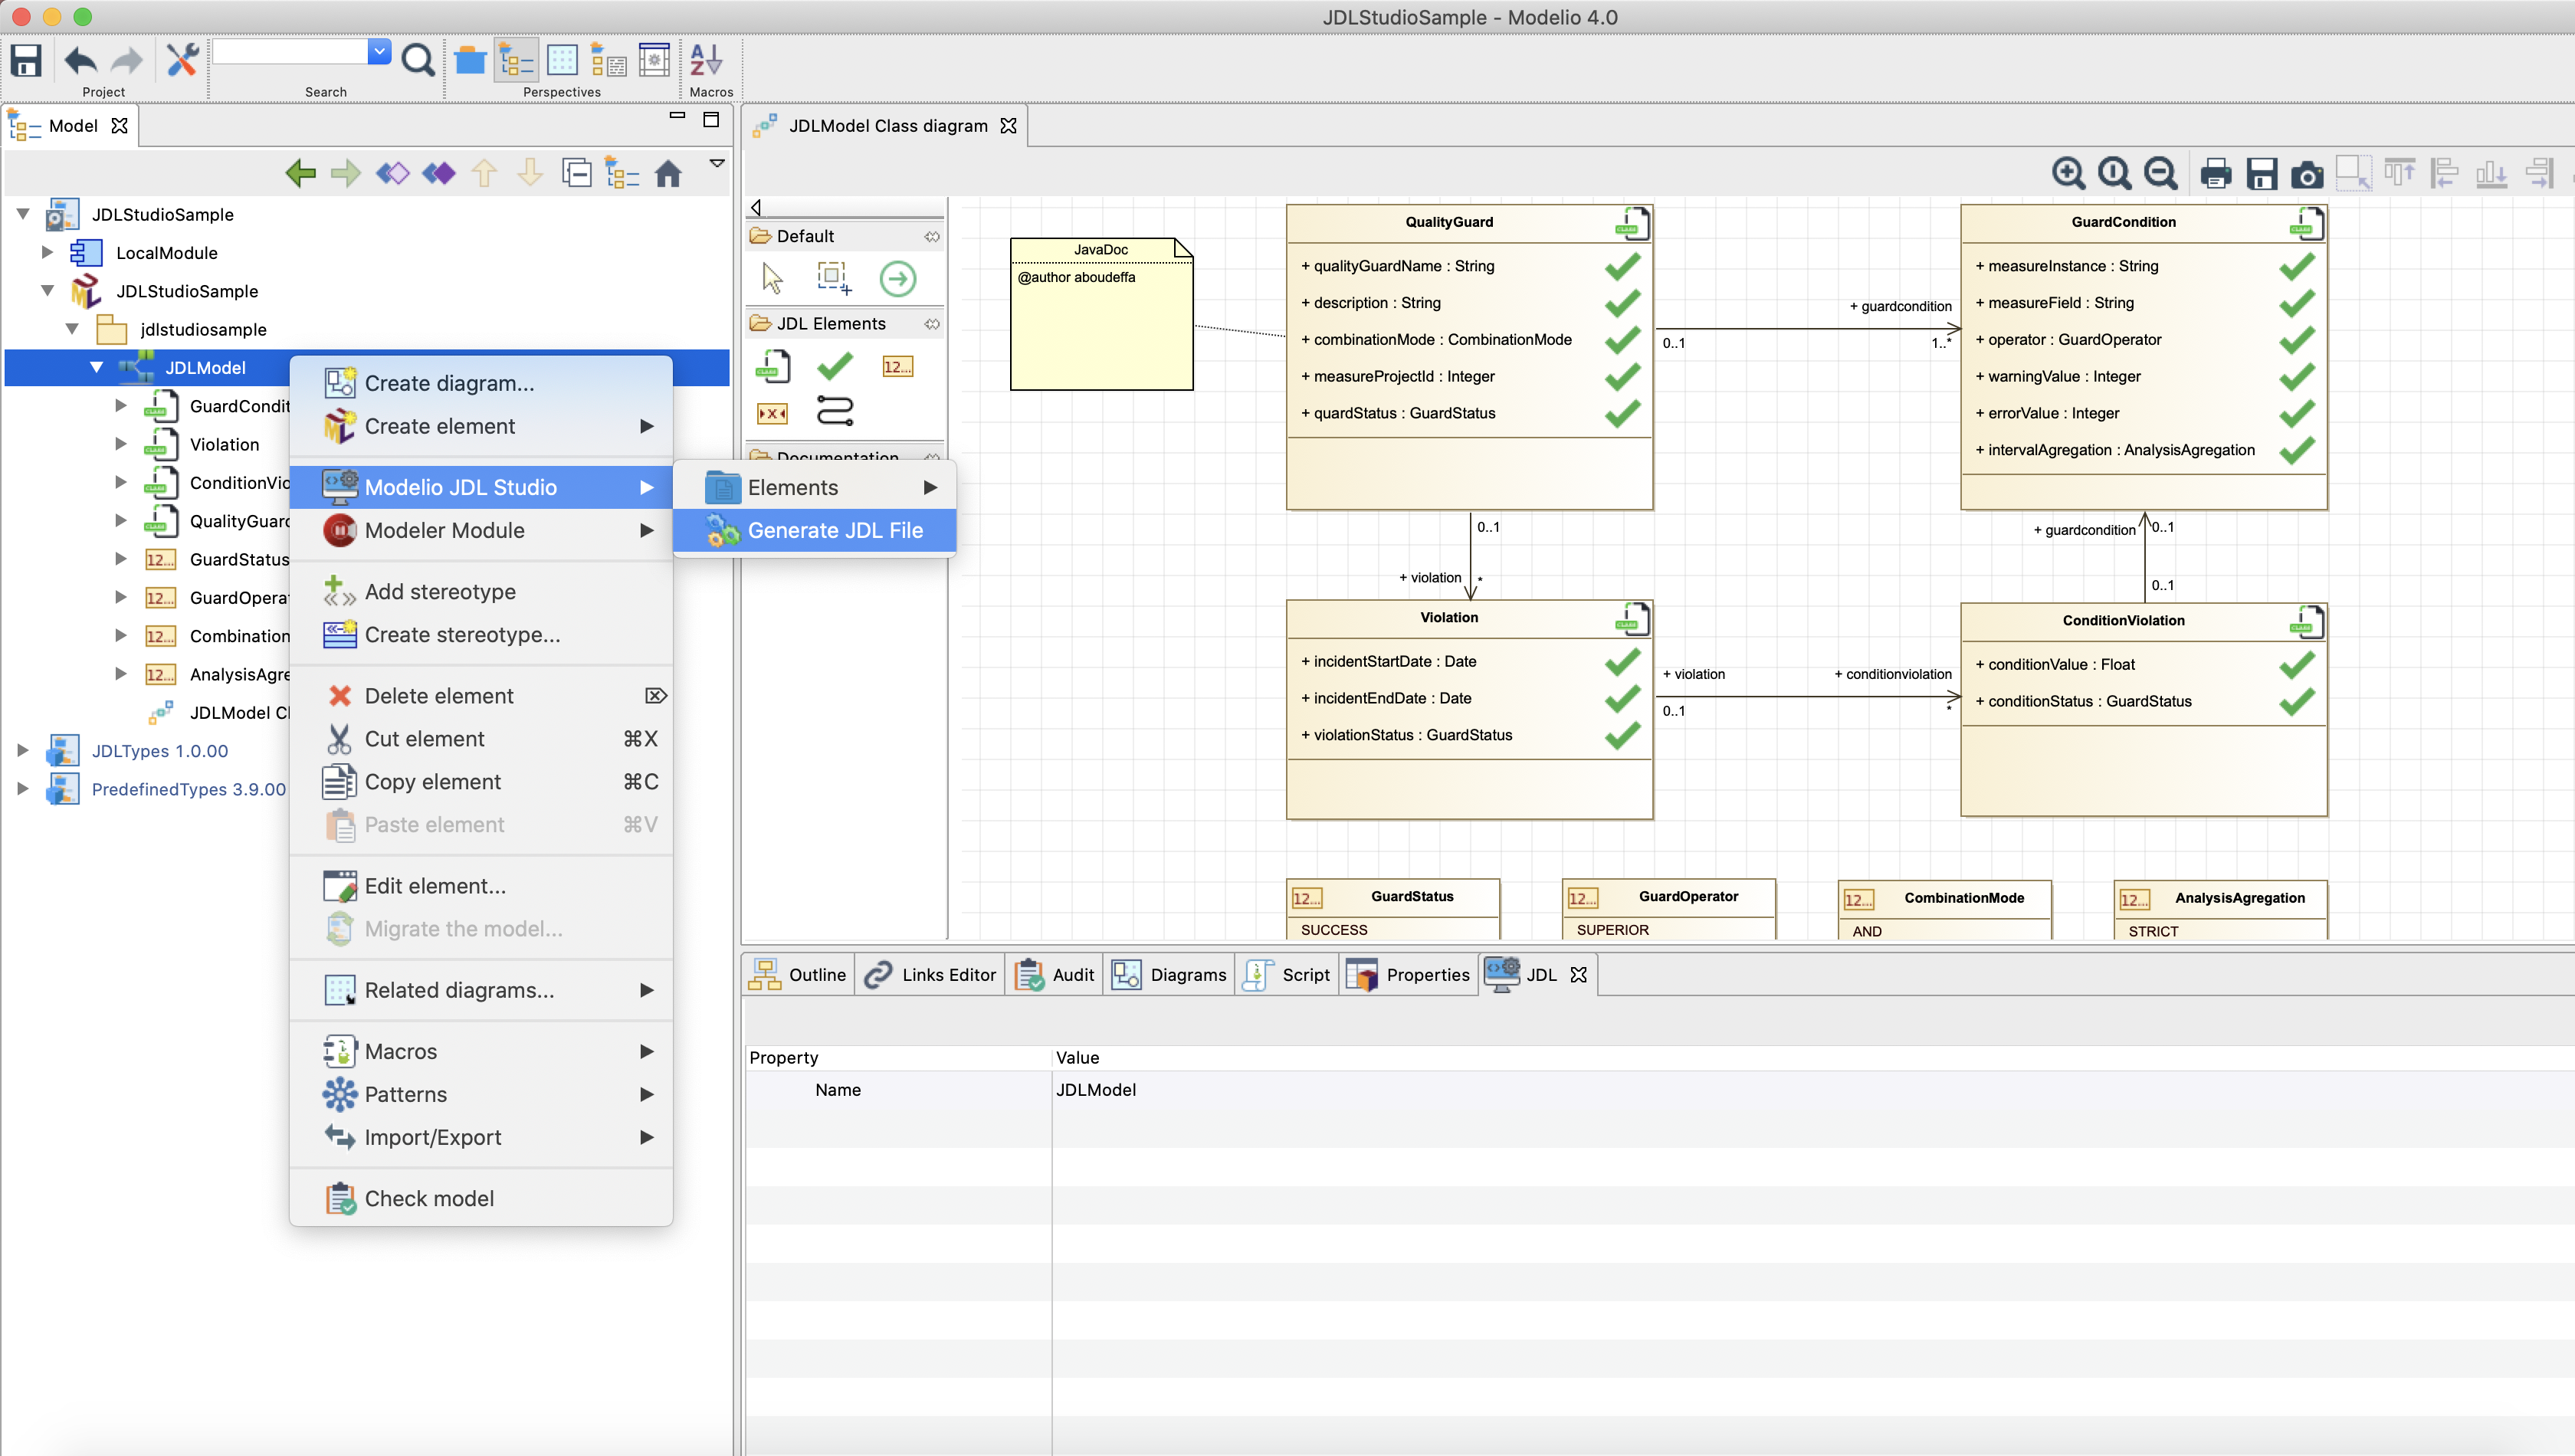 JDLStudioSample - Modelio 4.0
Project
Search
Perspectives
Macros
Model
JDLStudioSample
LocalModule
JDLStudioSample
jdlstudiosample
JDLModel
GuardCondit
Violation
ConditionVio
QualityGuard
GuardStatus
GuardOperat
Combination
AnalysisAgre
JDLModel Cl
JDLTypes 1.0.00
PredefinedTypes 3.9.00
Create diagram...
Create element
Modelio JDL Studio
Modeler Module
Add stereotype
Create stereotype...
Delete element
Cut element ⌘X
Copy element ⌘C
Paste element ⌘V
Edit element...
Migrate the model...
Related diagrams...
Macros
Patterns
Import/Export
Check model
Elements
Generate JDL File
JDLModel Class diagram
Default
JDL Elements
Documentation
JavaDoc
@author aboudeffa
QualityGuard
+ qualityGuardName : String
+ description : String
+ combinationMode : CombinationMode
+ measureProjectId : Integer
+ quardStatus : GuardStatus
+ guardcondition
0..1
1..*
GuardCondition
+ measureInstance : String
+ measureField : String
+ operator : GuardOperator
+ warningValue : Integer
+ errorValue : Integer
+ intervalAgregation : AnalysisAgregation
0..1
+ violation *
+ guardcondition 0..1
0..1
Violation
+ incidentStartDate : Date
+ incidentEndDate : Date
+ violationStatus : GuardStatus
+ violation
+ conditionviolation
0..1
*
ConditionViolation
+ conditionValue : Float
+ conditionStatus : GuardStatus
12... GuardStatus
SUCCESS
12... GuardOperator
SUPERIOR
12... CombinationMode
AND
12... AnalysisAgregation
STRICT
Outline
Links Editor
Audit
Diagrams
Script
Properties
JDL
Property Value
Name JDLModel